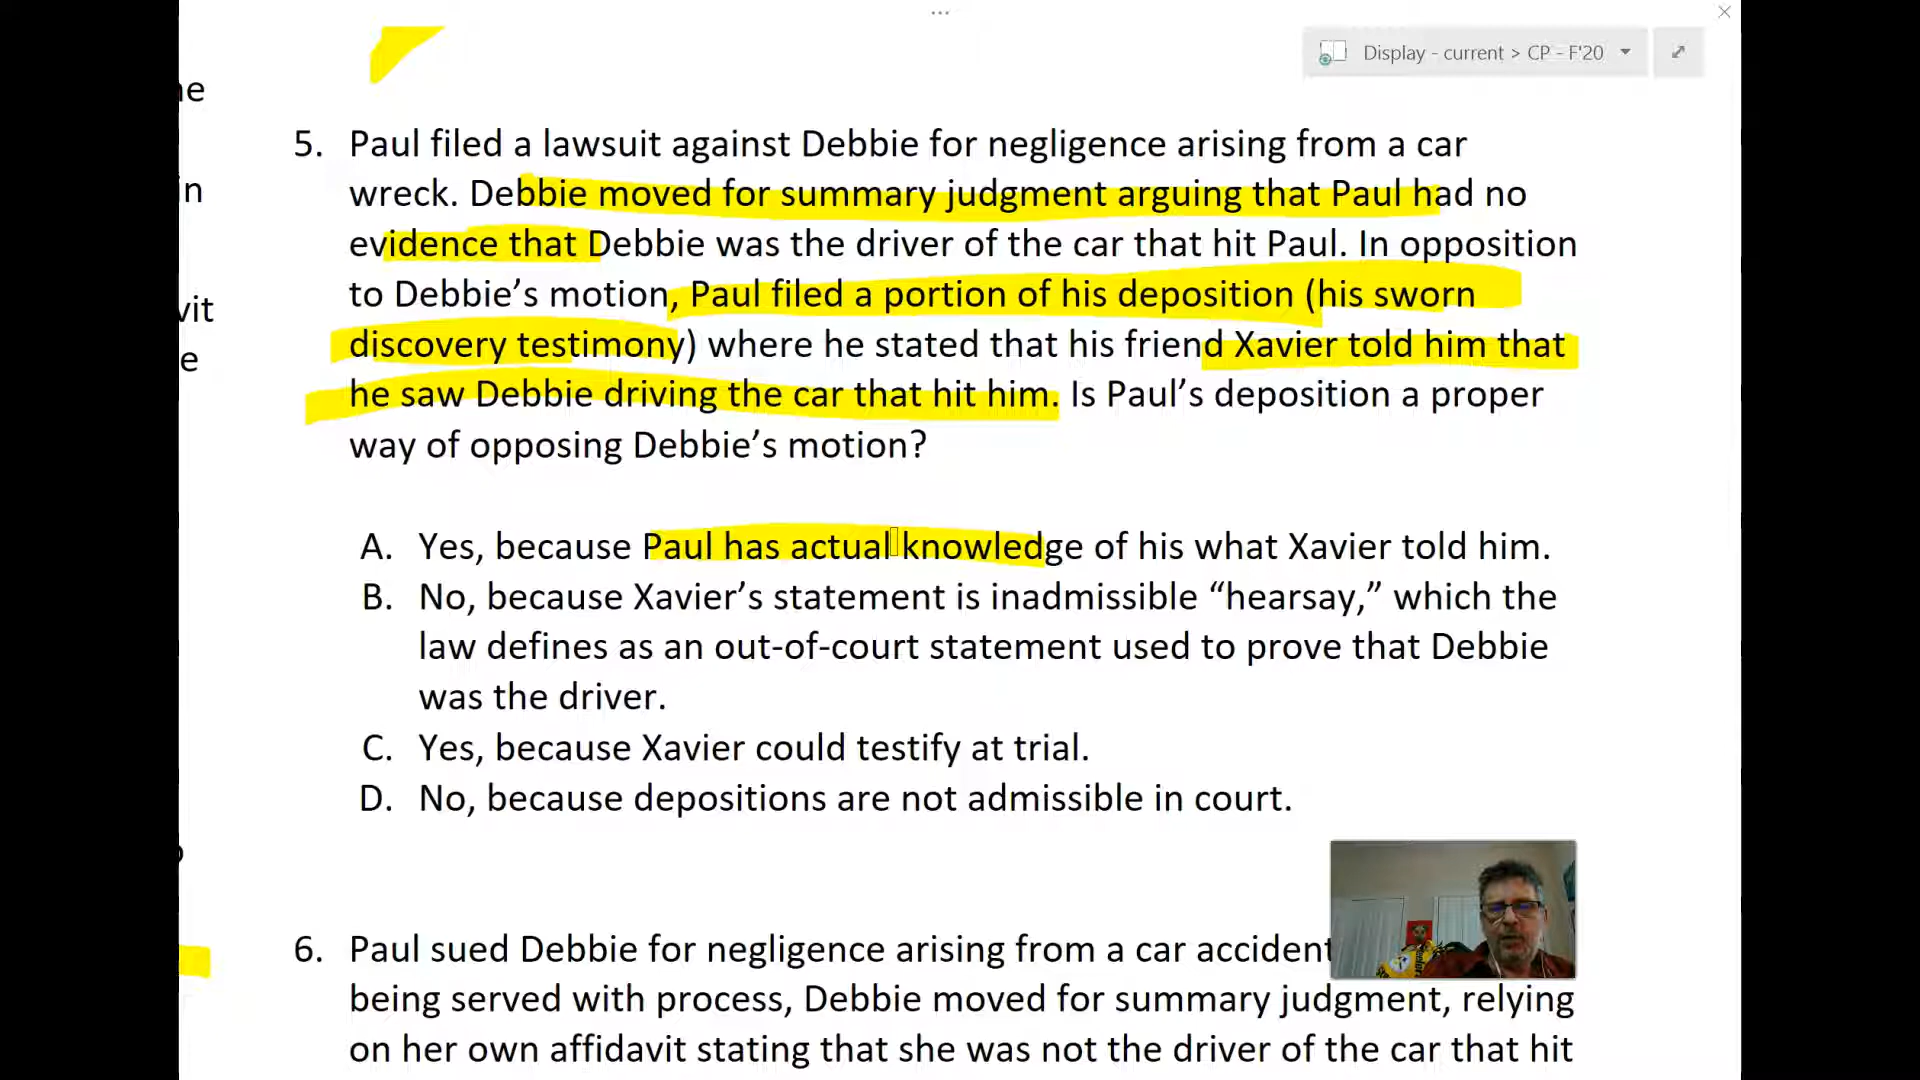 Display - current > CP - F'20
5. Paul filed a lawsuit against Debbie for negligence arising from a car
wreck. Debbie moved for summary judgment arguing that Paul had no
evidence that Debbie was the driver of the car that hit Paul. In opposition
to Debbie’s motion, Paul filed a portion of his deposition (his sworn
discovery testimony) where he stated that his friend Xavier told him that
he saw Debbie driving the car that hit him. Is Paul’s deposition a proper
way of opposing Debbie’s motion?
A. Yes, because Paul has actual knowledge of his what Xavier told him.
B. No, because Xavier’s statement is inadmissible “hearsay,” which the
law defines as an out-of-court statement used to prove that Debbie
was the driver.
C. Yes, because Xavier could testify at trial.
D. No, because depositions are not admissible in court.
6. Paul sued Debbie for negligence arising from a car accident
being served with process, Debbie moved for summary judgment, relying
on her own affidavit stating that she was not the driver of the car that hit